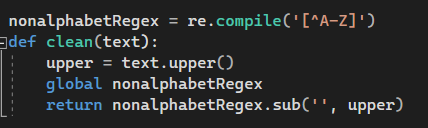 nonalphabetRegex = re.compile('[^A-Z]')
def clean(text):
    upper = text.upper()
    global nonalphabetRegex
    return nonalphabetRegex.sub('', upper)